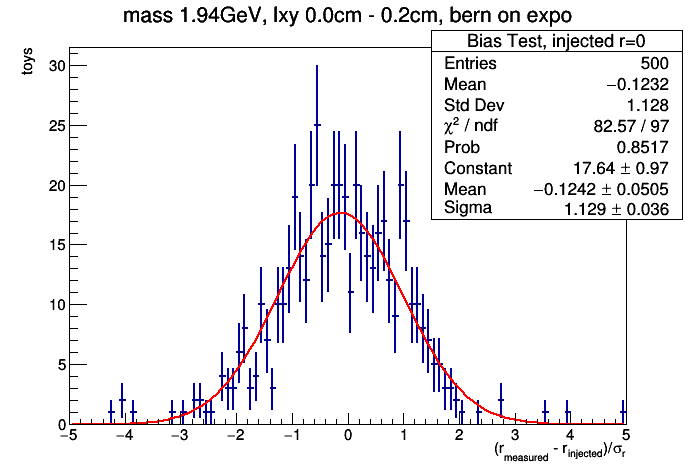 mass 1.94GeV, lxy 0.0cm - 0.2cm, bern on expo
Bias Test, injected r=0
Entries 500
Mean −0.1232
Std Dev 1.128
χ² / ndf 82.57 / 97
Prob 0.8517
Constant 17.64 ± 0.97
Mean −0.1242 ± 0.0505
Sigma 1.129 ± 0.036
toys
30
25
20
15
10
5
0
−5 −4 −3 −2 −1 0 1 2 3 4 5
(r_measured - r_injected)/σ_r